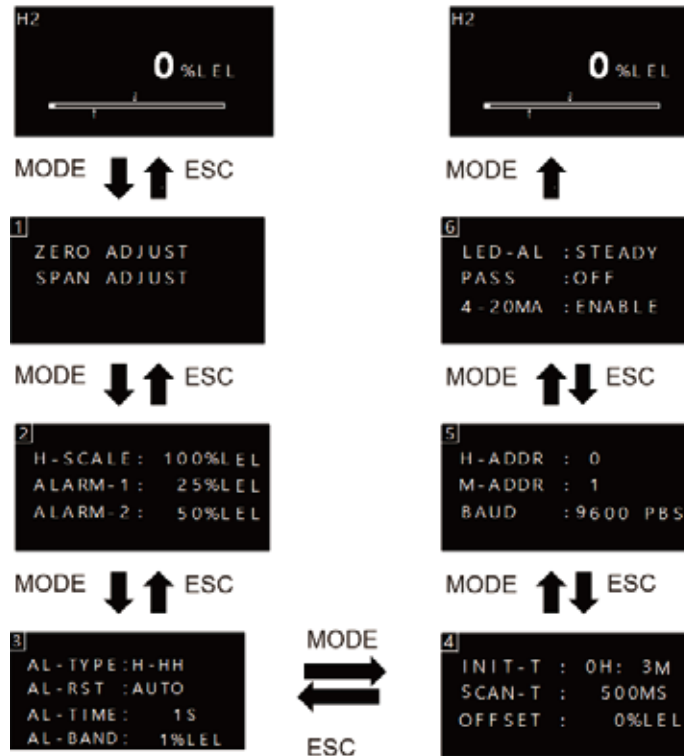 H2
0 %LEL
1
2
MODE ESC
1
ZERO ADJUST
SPAN ADJUST
MODE ESC
2
H-SCALE: 100%LEL
ALARM-1: 25%LEL
ALARM-2: 50%LEL
MODE ESC
3
AL-TYPE:H-HH
AL-RST :AUTO
AL-TIME: 1S
AL-BAND: 1%LEL
MODE
ESC
4
INIT-T : 0H: 3M
SCAN-T : 500MS
OFFSET : 0%LEL
MODE ESC
5
H-ADDR : 0
M-ADDR : 1
BAUD :9600 PBS
MODE ESC
6
LED-AL :STEADY
PASS :OFF
4-20MA :ENABLE
MODE
H2
0 %LEL
2
1